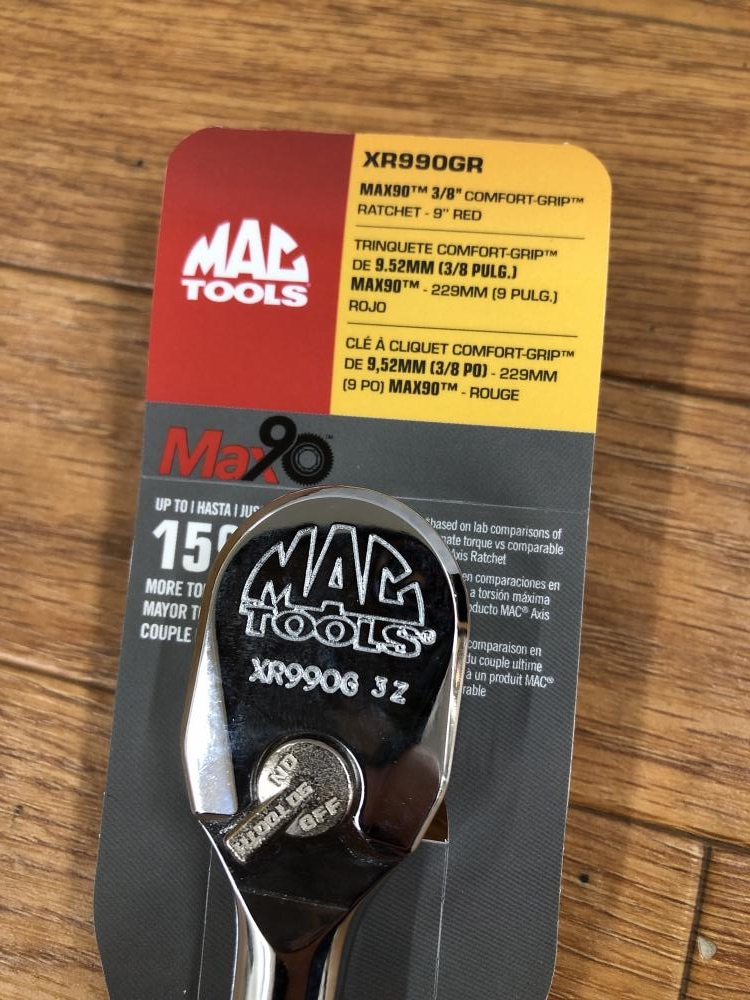 MAC
TOOLS
XR990GR
MAX90™ 3/8" COMFORT-GRIP™
RATCHET - 9" RED
TRINQUETE COMFORT-GRIP™
DE 9.52MM (3/8 PULG.)
MAX90™ - 229MM (9 PULG.)
ROJO
CLÉ À CLIQUET COMFORT-GRIP™
DE 9,52MM (3/8 PO) - 229MM
(9 PO) MAX90™ - ROUGE
Max90™
UP TO | HASTA |
15
MORE
MAYOR
COUPLE
based on lab comparisons of
torque vs comparable
Axis Ratchet
en comparaciones en
a torsión máxima
MAC® Axis
comparaison en
du couple ultime
à un produit MAC®
MAC
TOOLS®
XR990G 3Z
ON
OFF